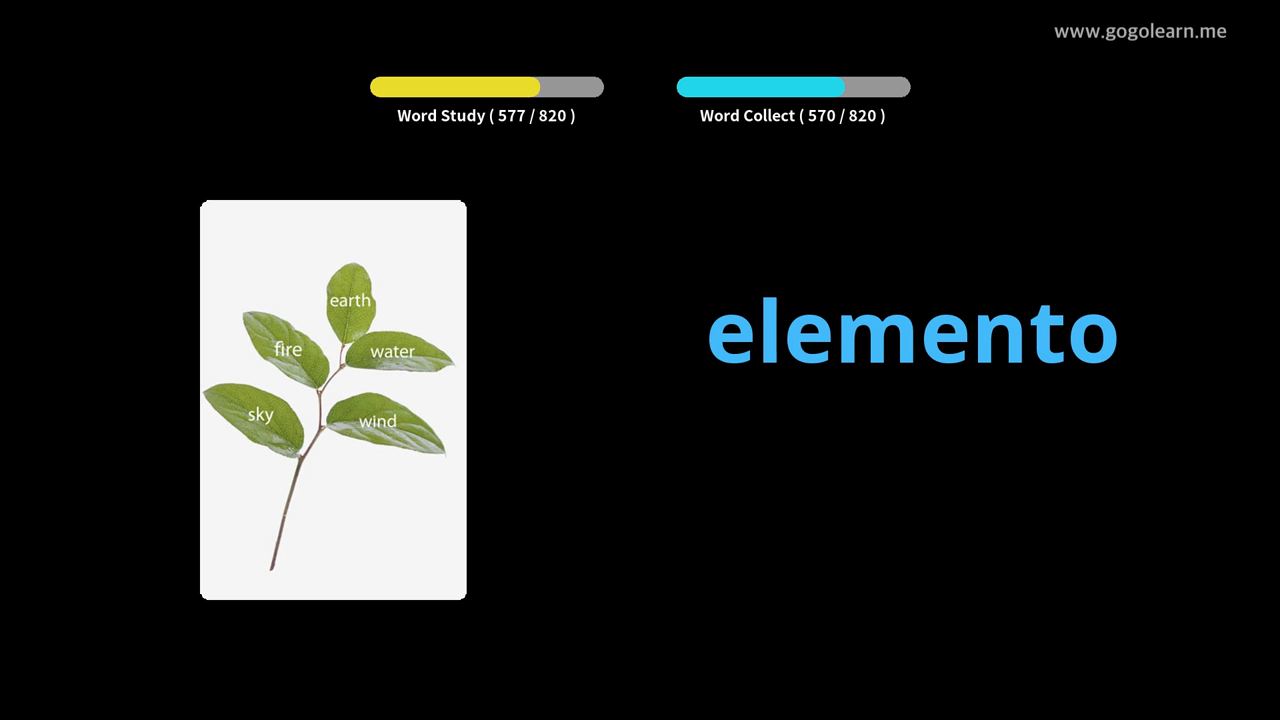 www.gogolearn.me
Word Study ( 577 / 820 )
Word Collect ( 570 / 820 )
earth
fire
water
sky
wind
elemento